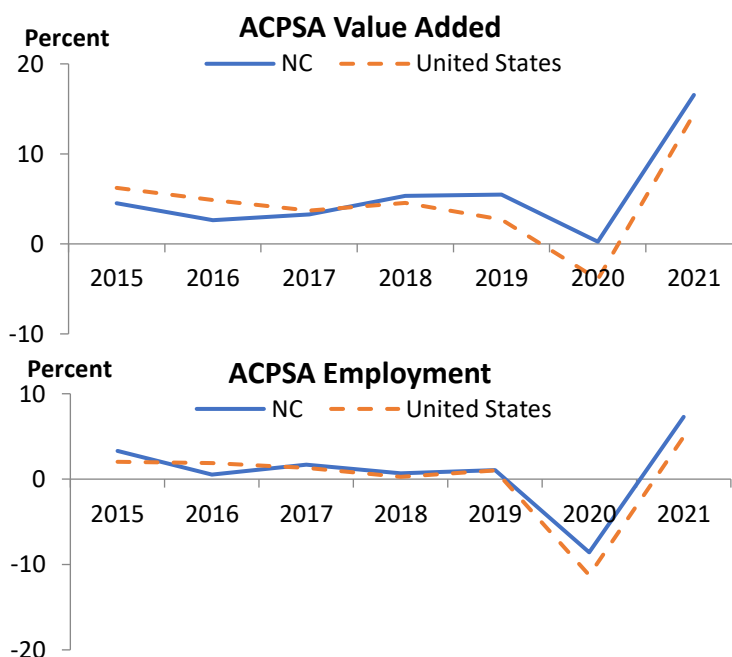 ACPSA Value Added
Percent
NC United States
20
10
0
2015 2016 2017 2018 2019 2020 2021
-10
Percent
ACPSA Employment
10
NC United States
0
2015 2016 2017 2018 2019 2020 2021
-10
-20